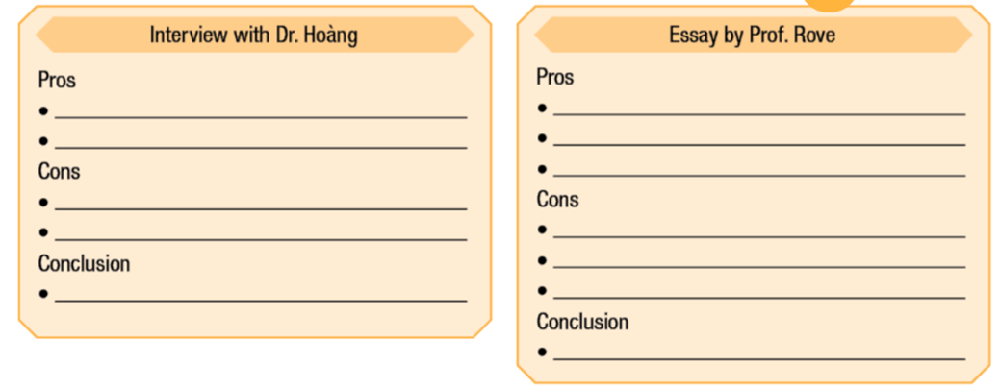 Interview with Dr. Hoàng
Pros
•
•
Cons
•
•
Conclusion
•
Essay by Prof. Rove
Pros
•
•
•
Cons
•
•
•
Conclusion
•